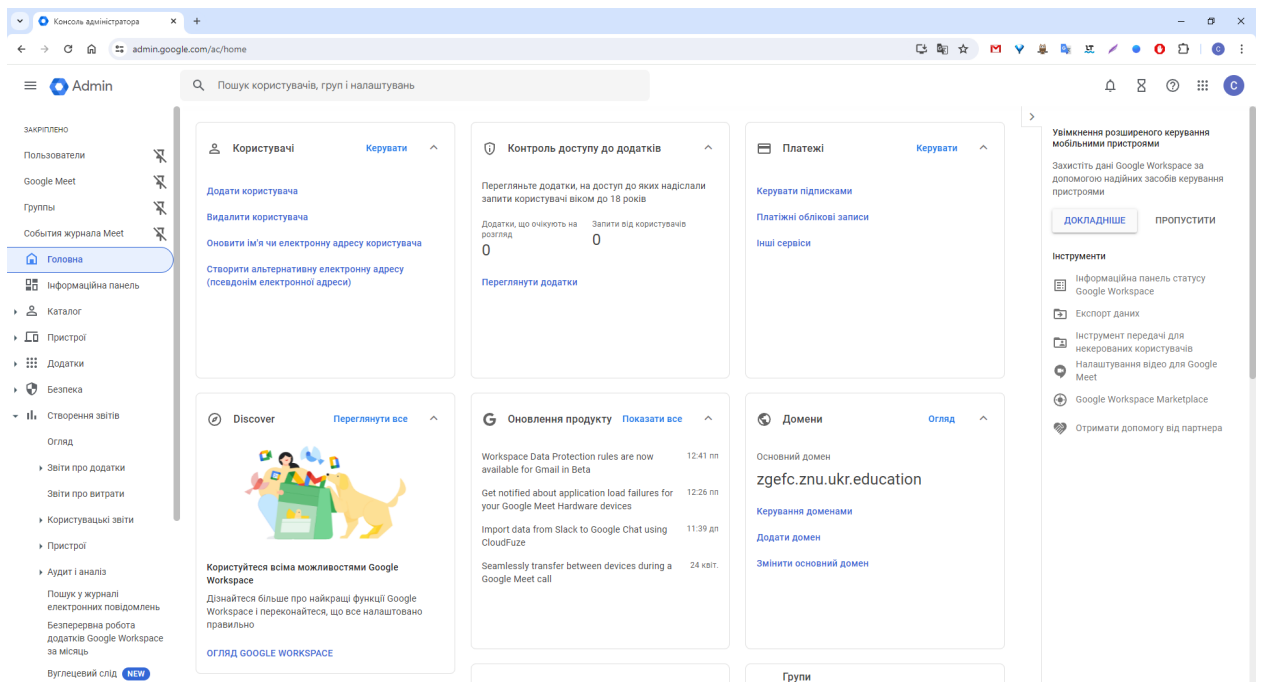 Консоль адміністратора
admin.google.com/ac/home
Admin
Пошук користувачів, груп і налаштувань
C
ЗАКРІПЛЕНО
Пользователи
Google Meet
Группы
События журнала Meet
Головна
Інформаційна панель
Каталог
Пристрої
Додатки
Безпека
Створення звітів
Огляд
Звіти про додатки
Звіти про витрати
Користувацькі звіти
Пристрої
Аудит і аналіз
Пошук у журналі
електронних повідомлень
Безперервна робота
додатків Google Workspace
за місяць
Вуглецевий слід NEW
Користувачі Керувати
Додати користувача
Видалити користувача
Оновити ім'я чи електронну адресу користувача
Створити альтернативну електронну адресу
(псевдонім електронної адреси)
Контроль доступу до додатків
Перегляньте додатки, на доступ до яких надіслали
запити користувачі віком до 18 років
Додатки, що очікують на
розгляд
0
Запити від користувачів
0
Переглянути додатки
Платежі Керувати
Керувати підписками
Платіжні облікові записи
Інші сервіси
Discover Переглянути все
Користуйтеся всіма можливостями Google
Workspace
Дізнайтеся більше про найкращі функції Google
Workspace і переконайтеся, що все налаштовано
правильно
ОГЛЯД GOOGLE WORKSPACE
Оновлення продукту Показати все
Workspace Data Protection rules are now 12:41 пп
available for Gmail in Beta
Get notified about application load failures for 12:26 пп
your Google Meet Hardware devices
Import data from Slack to Google Chat using 11:39 дп
CloudFuze
Seamlessly transfer between devices during a 24 квіт.
Google Meet call
Домени Огляд
Основний домен
zgefc.znu.ukr.education
Керування доменами
Додати домен
Змінити основний домен
Групи
Увімкнення розширеного керування
мобільними пристроями
Захистіть дані Google Workspace за
допомогою надійних засобів керування
пристроями
ДОКЛАДНІШЕ ПРОПУСТИТИ
Інструменти
Інформаційна панель статусу
Google Workspace
Експорт даних
Інструмент передачі для
некерованих користувачів
Налаштування відео для Google
Meet
Google Workspace Marketplace
Отримати допомогу від партнера